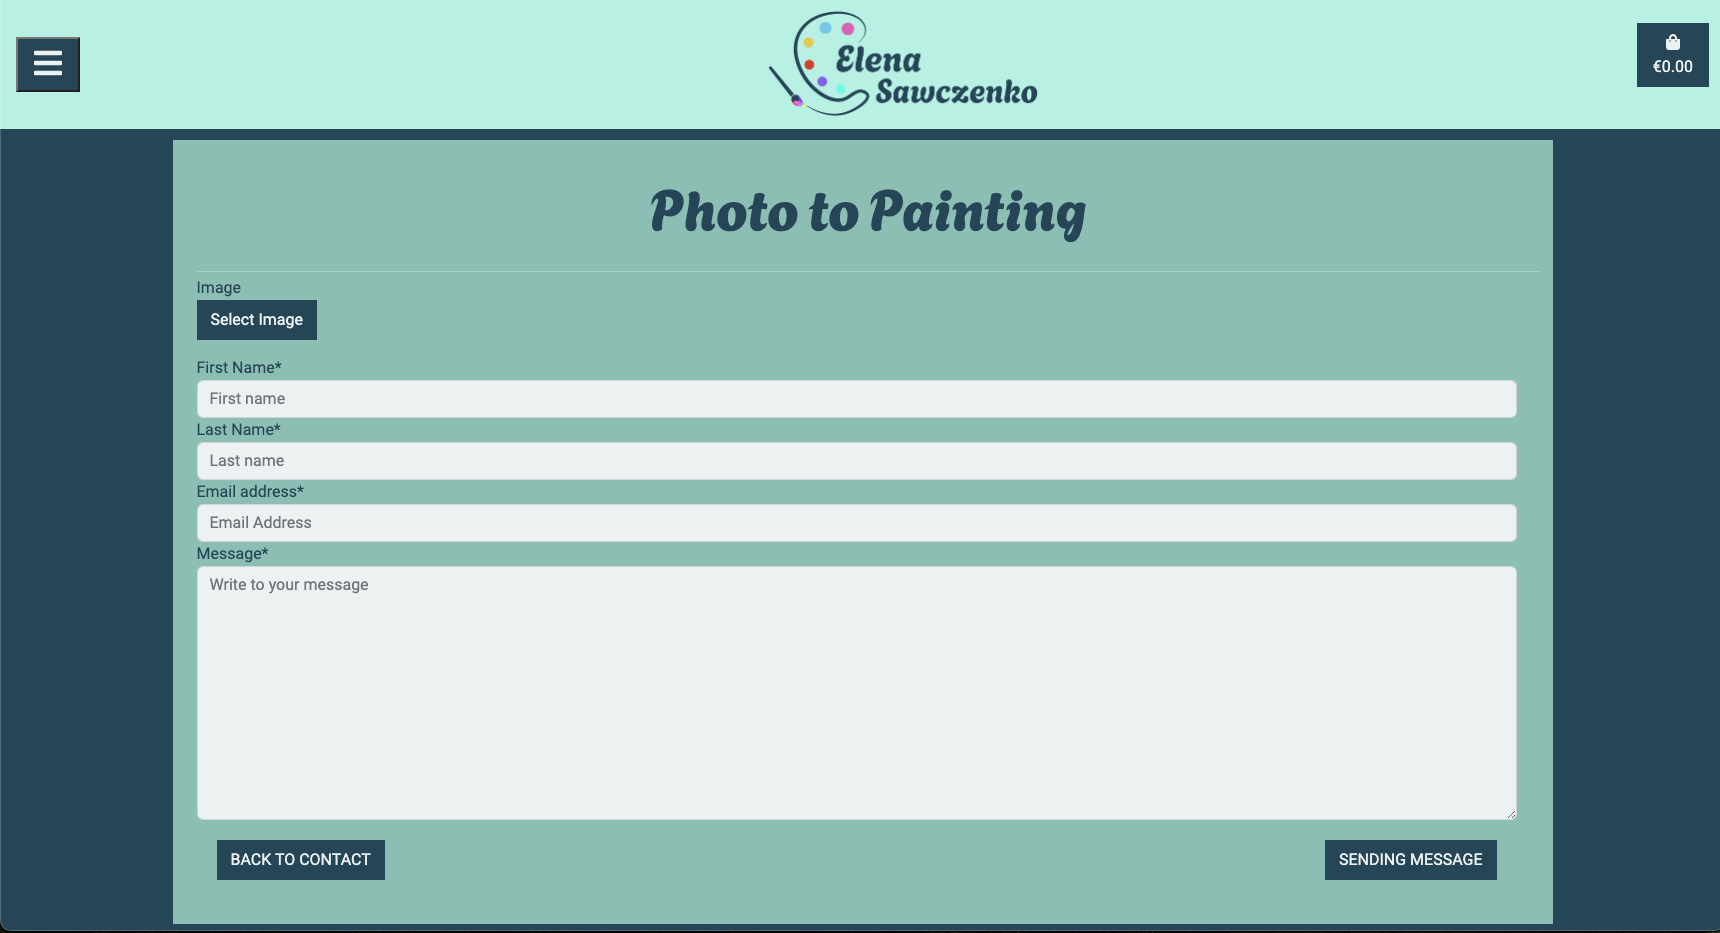 Elena
Sawczenko
€0.00
Photo to Painting
Image
Select Image
First Name*
First name
Last Name*
Last name
Email address*
Email Address
Message*
Write to your message
BACK TO CONTACT
SENDING MESSAGE